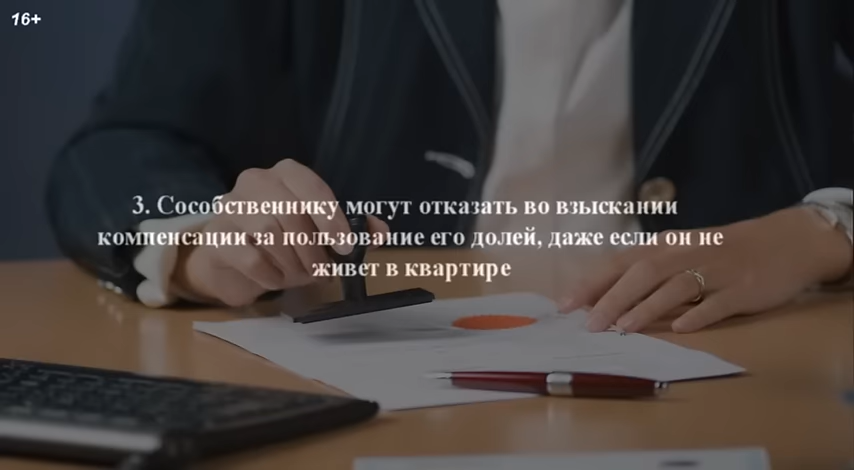 16+
3. Сособственнику могут отказать во взыскании
компенсации за пользование его долей, даже если он не
живет в квартире